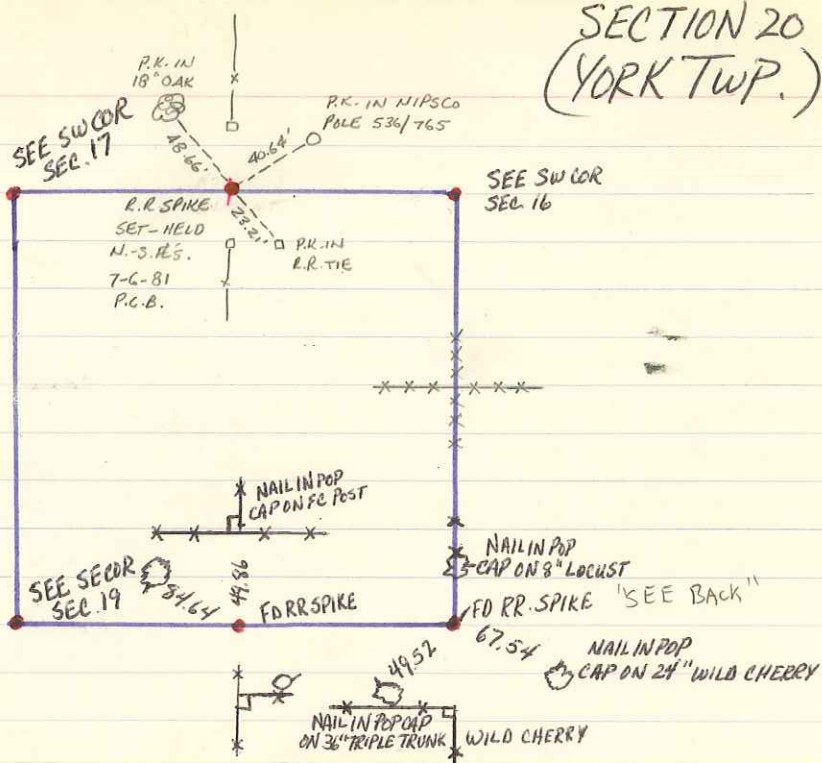 SECTION 20
(YORK TWP.)
P.K. IN
18" OAK
48.66'
40.64'
P.K. IN NIPSCO
POLE 536/765
SEE SW COR
SEC. 17
SEE SW COR
SEC. 16
R.R SPIKE
SET-HELD
7-6-81
P.C.B.
23.21'
P.K. IN
R.R. TIE
NAIL IN POP
CAP ON FC POST
NAIL IN POP
CAP ON 8" LOCUST
SEE SE COR
SEC. 19
84.64
FD RR SPIKE
FD RR. SPIKE
"SEE BACK"
67.54
NAIL IN POP
CAP ON 24" WILD CHERRY
49.52
NAIL IN POP CAP
ON 36" TRIPLE TRUNK WILD CHERRY